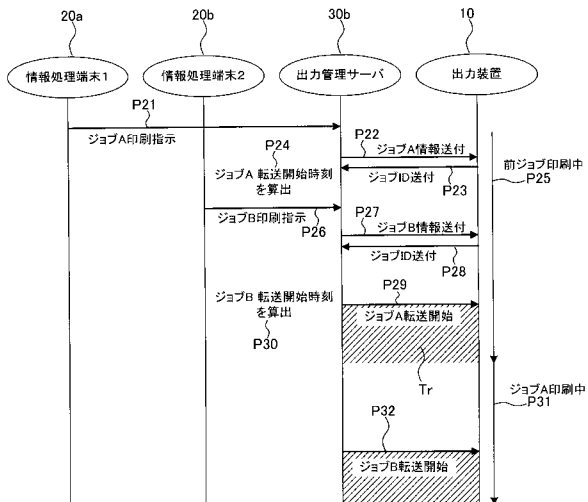 20a
20b
30b
10
情報処理端末1
情報処理端末2
出力管理サーバ
出力装置
P21
ジョブA印刷指示
P24
ジョブA 転送開始時刻
を算出
P22
ジョブA情報送付
ジョブID送付
P23
前ジョブ印刷中
P25
ジョブB印刷指示
P26
P27
ジョブB情報送付
ジョブID送付
P28
ジョブB 転送開始時刻
を算出
P30
P29
ジョブA転送開始
Tr
ジョブA印刷中
P31
P32
ジョブB転送開始